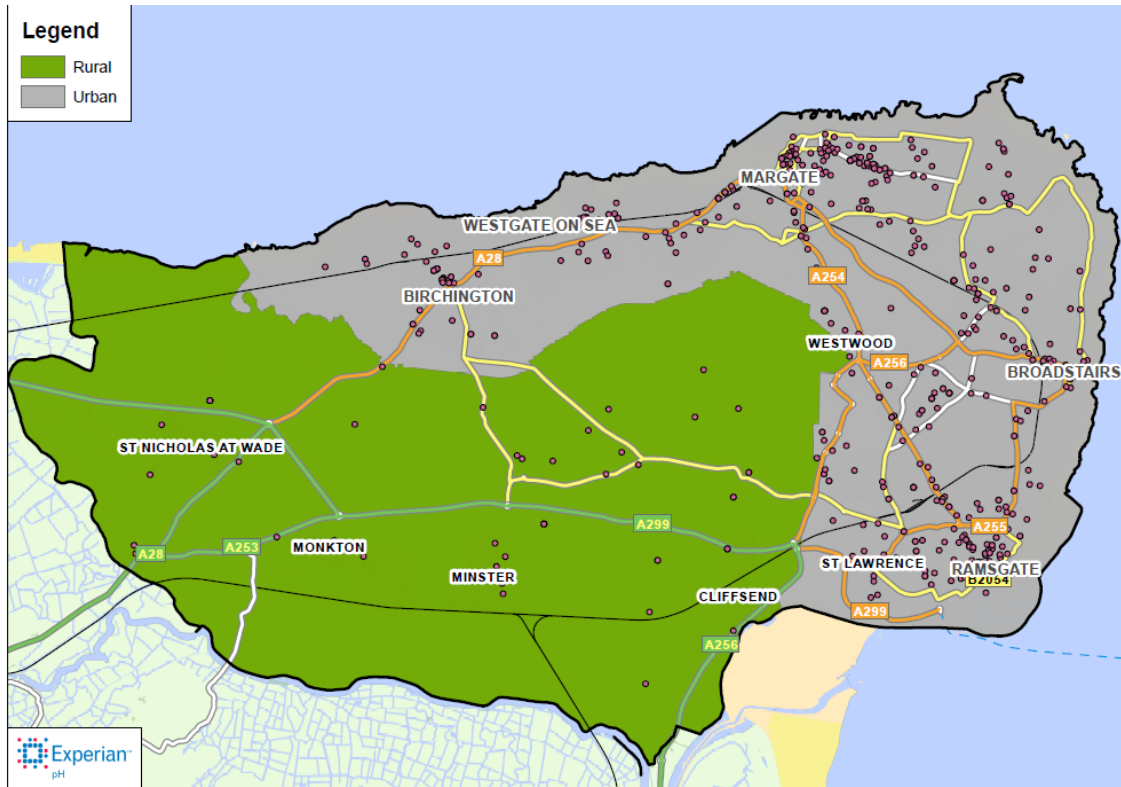 Legend
Rural
Urban
MARGATE
WESTGATE ON SEA
A28
A254
BIRCHINGTON
WESTWOOD
A256
BROADSTAIRS
ST NICHOLAS AT WADE
A299
A255
A28
A253
MONKTON
MINSTER
ST LAWRENCE
RAMSGATE
B2054
CLIFFSEND
A299
A256
Experian™
pH